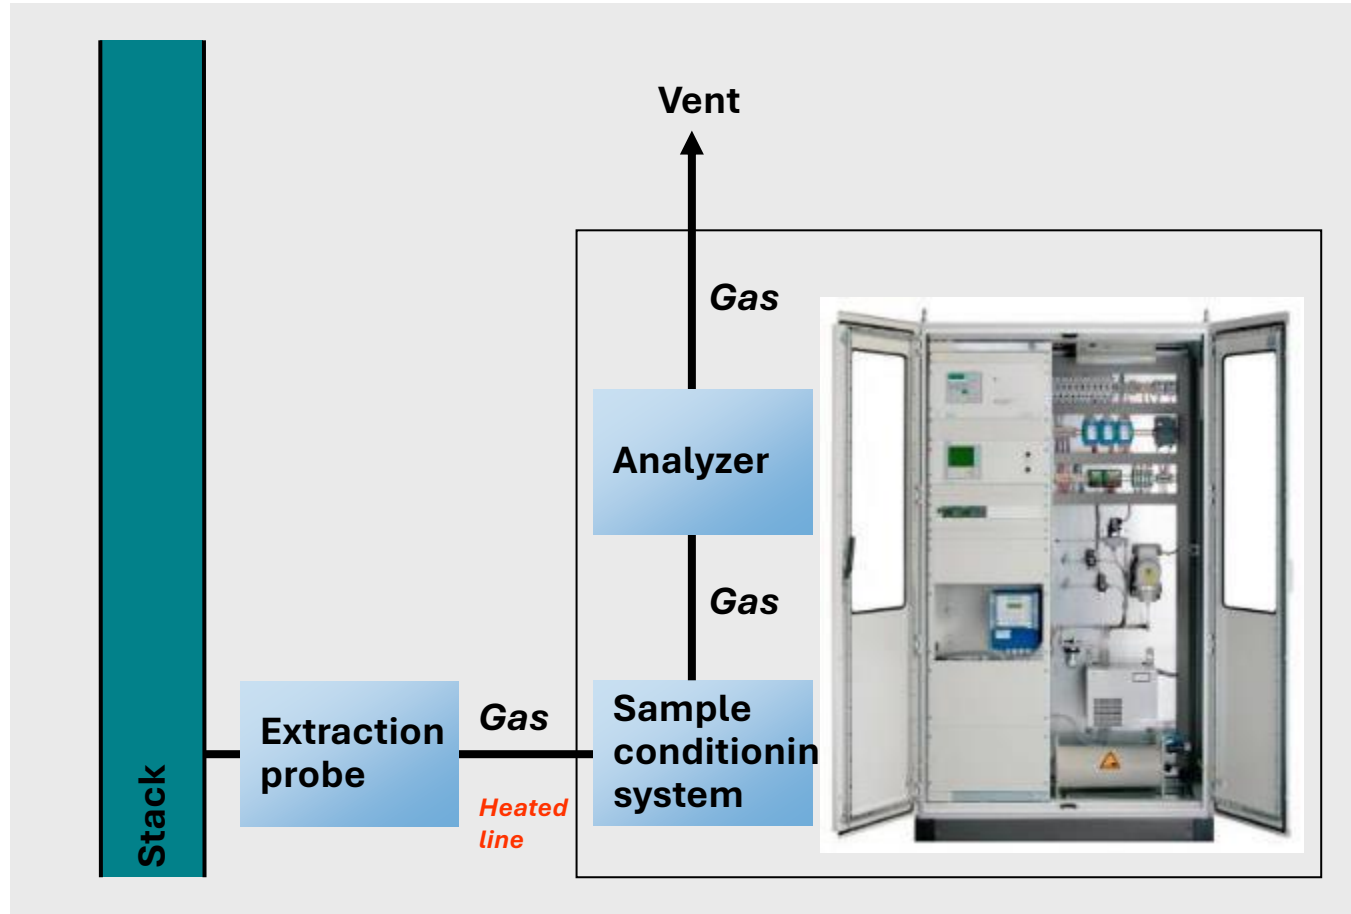 Vent
Gas
Analyzer
Gas
Sample
conditionin
system
Gas
Extraction
probe
Heated
line
Stack